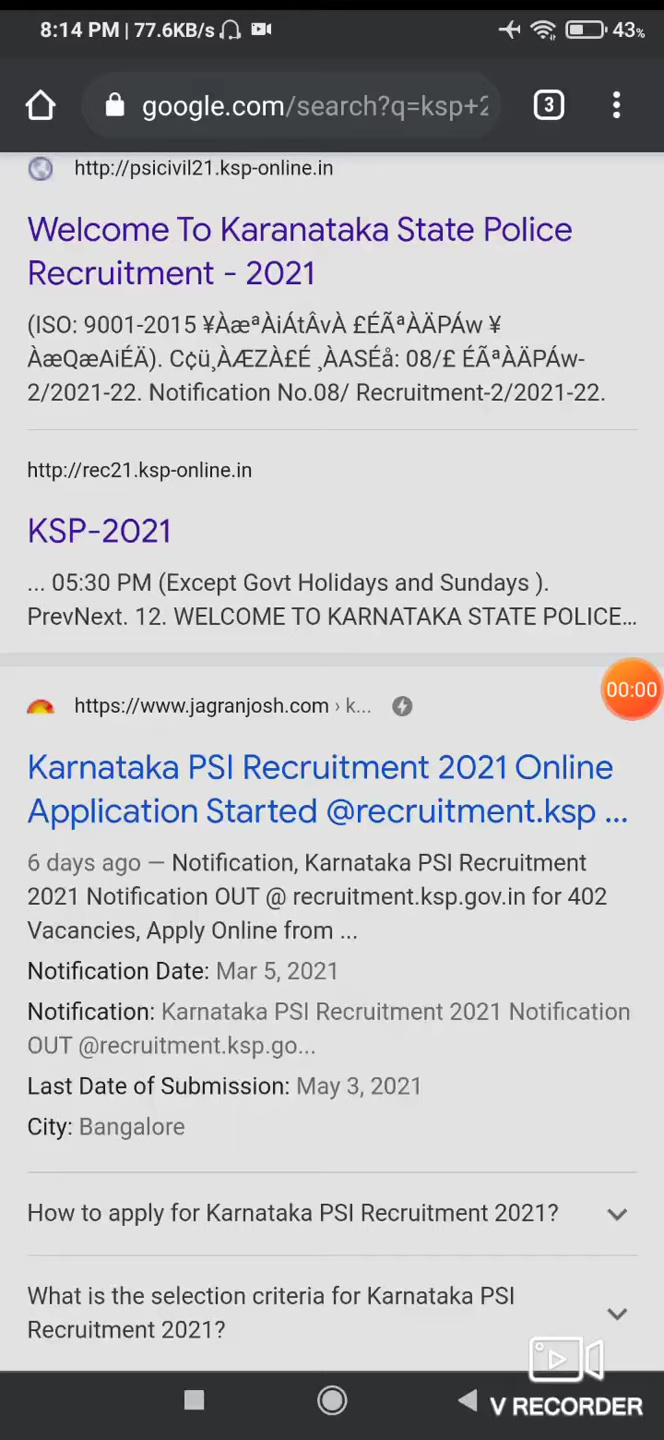 8:14 PM | 77.6KB/s 43%
google.com/search?q=ksp+2 3
http://psicivil21.ksp-online.in
Welcome To Karanataka State Police
Recruitment - 2021
(ISO: 9001-2015 ¥ÀæªÀiÁtÂvÀ £ÉÃªÀÄPÁw ¥
ÀæQæAiÉÄ). C¢ü¸ÀÆZÀ£É ¸ÀASÉå: 08/£ ÉÃªÀÄPÁw-
2/2021-22. Notification No.08/ Recruitment-2/2021-22.
http://rec21.ksp-online.in
KSP-2021
... 05:30 PM (Except Govt Holidays and Sundays ).
PrevNext. 12. WELCOME TO KARNATAKA STATE POLICE...
00:00
https://www.jagranjosh.com › k...
Karnataka PSI Recruitment 2021 Online
Application Started @recruitment.ksp ...
6 days ago — Notification, Karnataka PSI Recruitment
2021 Notification OUT @ recruitment.ksp.gov.in for 402
Vacancies, Apply Online from ...
Notification Date: Mar 5, 2021
Notification: Karnataka PSI Recruitment 2021 Notification
OUT @recruitment.ksp.go...
Last Date of Submission: May 3, 2021
City: Bangalore
How to apply for Karnataka PSI Recruitment 2021?
What is the selection criteria for Karnataka PSI
Recruitment 2021?
V RECORDER